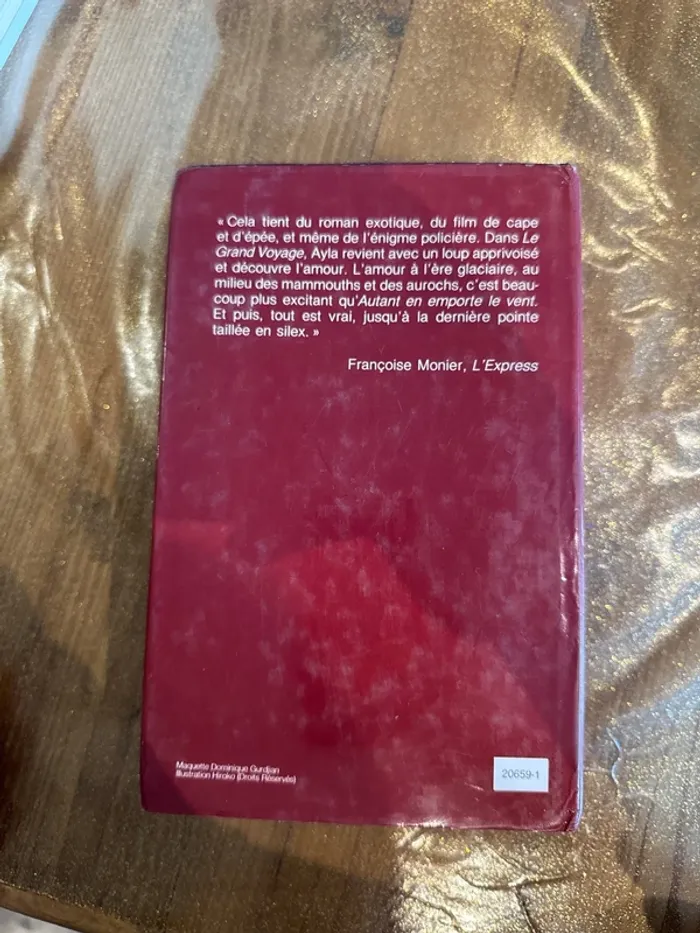 « Cela tient du roman exotique, du film de cape
et d'épée, et même de l'énigme policière. Dans Le
Grand Voyage, Ayla revient avec un loup apprivoisé
et découvre l'amour. L'amour à l'ère glaciaire, au
milieu des mammouths et des aurochs, c'est beau-
coup plus excitant qu'Autant en emporte le vent.
Et puis, tout est vrai, jusqu'à la dernière pointe
taillée en silex. »
Françoise Monier, L'Express
Maquette Dominique Gurdjian
Illustration Hiroko (Droits Réservés)
20659-1